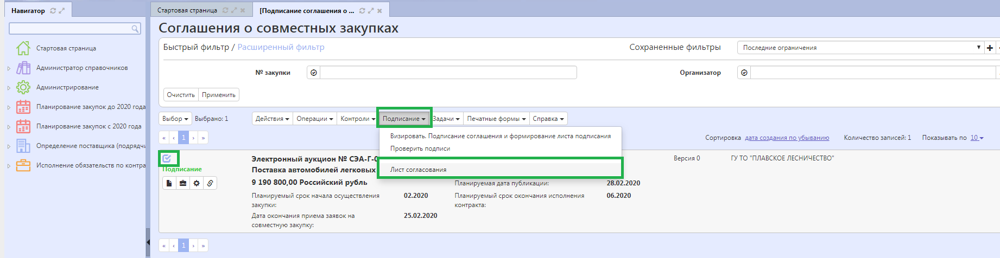 Навигатор
Стартовая страница
[Подписание соглашения о ...
Соглашения о совместных закупках
Быстрый фильтр / Расширенный фильтр
Сохраненные фильтры
Последние ограничения
№ закупки
Организатор
Очистить
Применить
Стартовая страница
Администратор справочников
Администрирование
Планирование закупок до 2020 года
Планирование закупок с 2020 года
Определение поставщика (подрядчи
Исполнение обязательств по контра
Выбор
Выбрано: 1
Действия
Операции
Контроли
Подписание
Задачи
Печатные формы
Справка
« ‹ 1 › »
Визировать. Подписание соглашения и формирование листа подписания
Проверить подписи
Лист согласования
Сортировка дата создания по убыванию
Количество записей: 1
Показывать по 10
Подписание
Электронный аукцион № СЭА-Г-0
Поставка автомобилей легковых
9 190 800,00 Российский рубль
Версия 0
ГУ ТО "ПЛАВСКОЕ ЛЕСНИЧЕСТВО"
Планируемая дата публикации:
28.02.2020
Планируемый срок начала осуществления
закупки:
02.2020
Планируемый срок окончания исполнения
контракта:
06.2020
Дата окончания приема заявок на
совместную закупку:
25.02.2020
« ‹ 1 › »